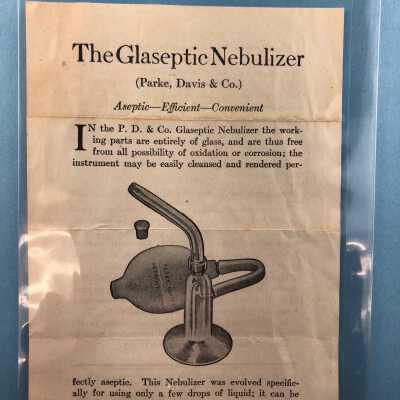 The Glaseptic Nebulizer
(Parke, Davis & Co.)
Aseptic—Efficient—Convenient
IN the P. D. & Co. Glaseptic Nebulizer the work-
ing parts are entirely of glass, and are thus free
from all possibility of oxidation or corrosion; the
instrument may be easily cleansed and rendered per-
fectly aseptic. This Nebulizer was evolved specific-
ally for using only a few drops of liquid; it can be